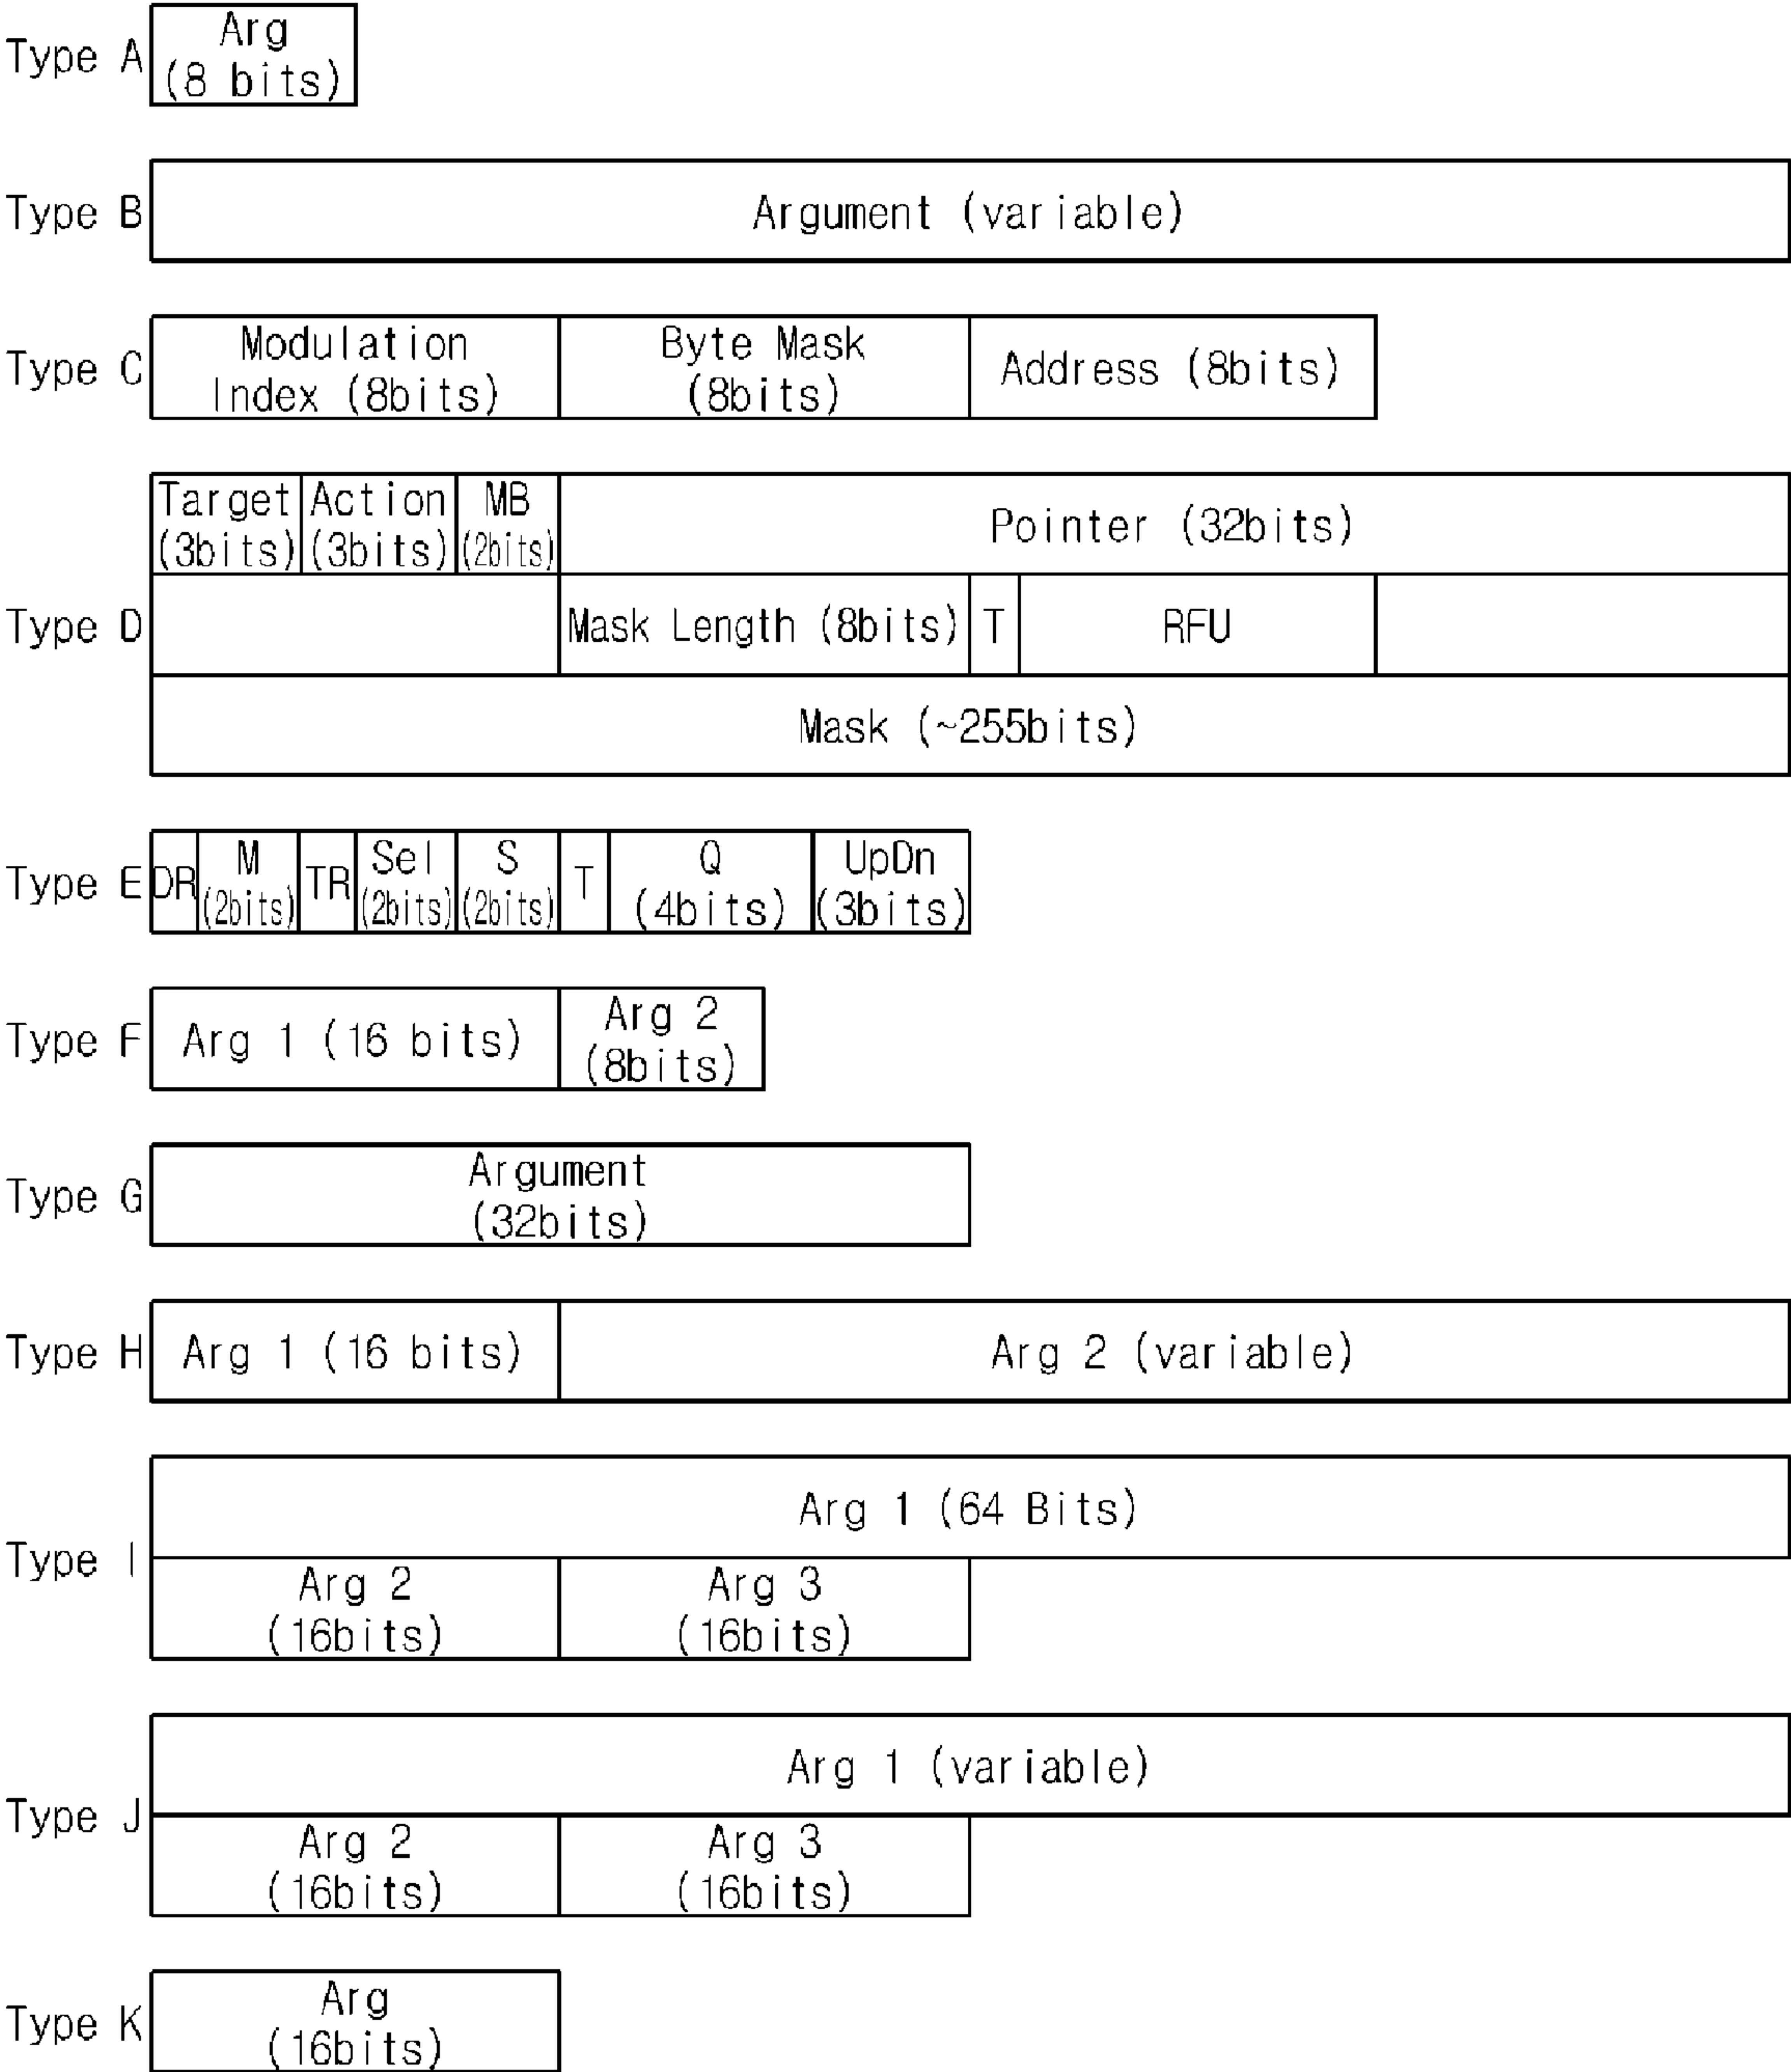 Type A
Arg
(8 bits)
Type B
Argument (variable)
Type C
Modulation
Index (8bits)
Byte Mask
(8bits)
Address (8bits)
Type D
Target
(3bits)
Action
(3bits)
MB
(2bits)
Pointer (32bits)
Mask Length (8bits)
T
RFU
Mask (~255bits)
Type E
DR
M
(2bits)
TR
Sel
(2bits)
S
(2bits)
T
Q
(4bits)
UpDn
(3bits)
Type F
Arg 1 (16 bits)
Arg 2
(8bits)
Type G
Argument
(32bits)
Type H
Arg 1 (16 bits)
Arg 2 (variable)
Type I
Arg 1 (64 Bits)
Arg 2
(16bits)
Arg 3
(16bits)
Type J
Arg 1 (variable)
Arg 2
(16bits)
Arg 3
(16bits)
Type K
Arg
(16bits)